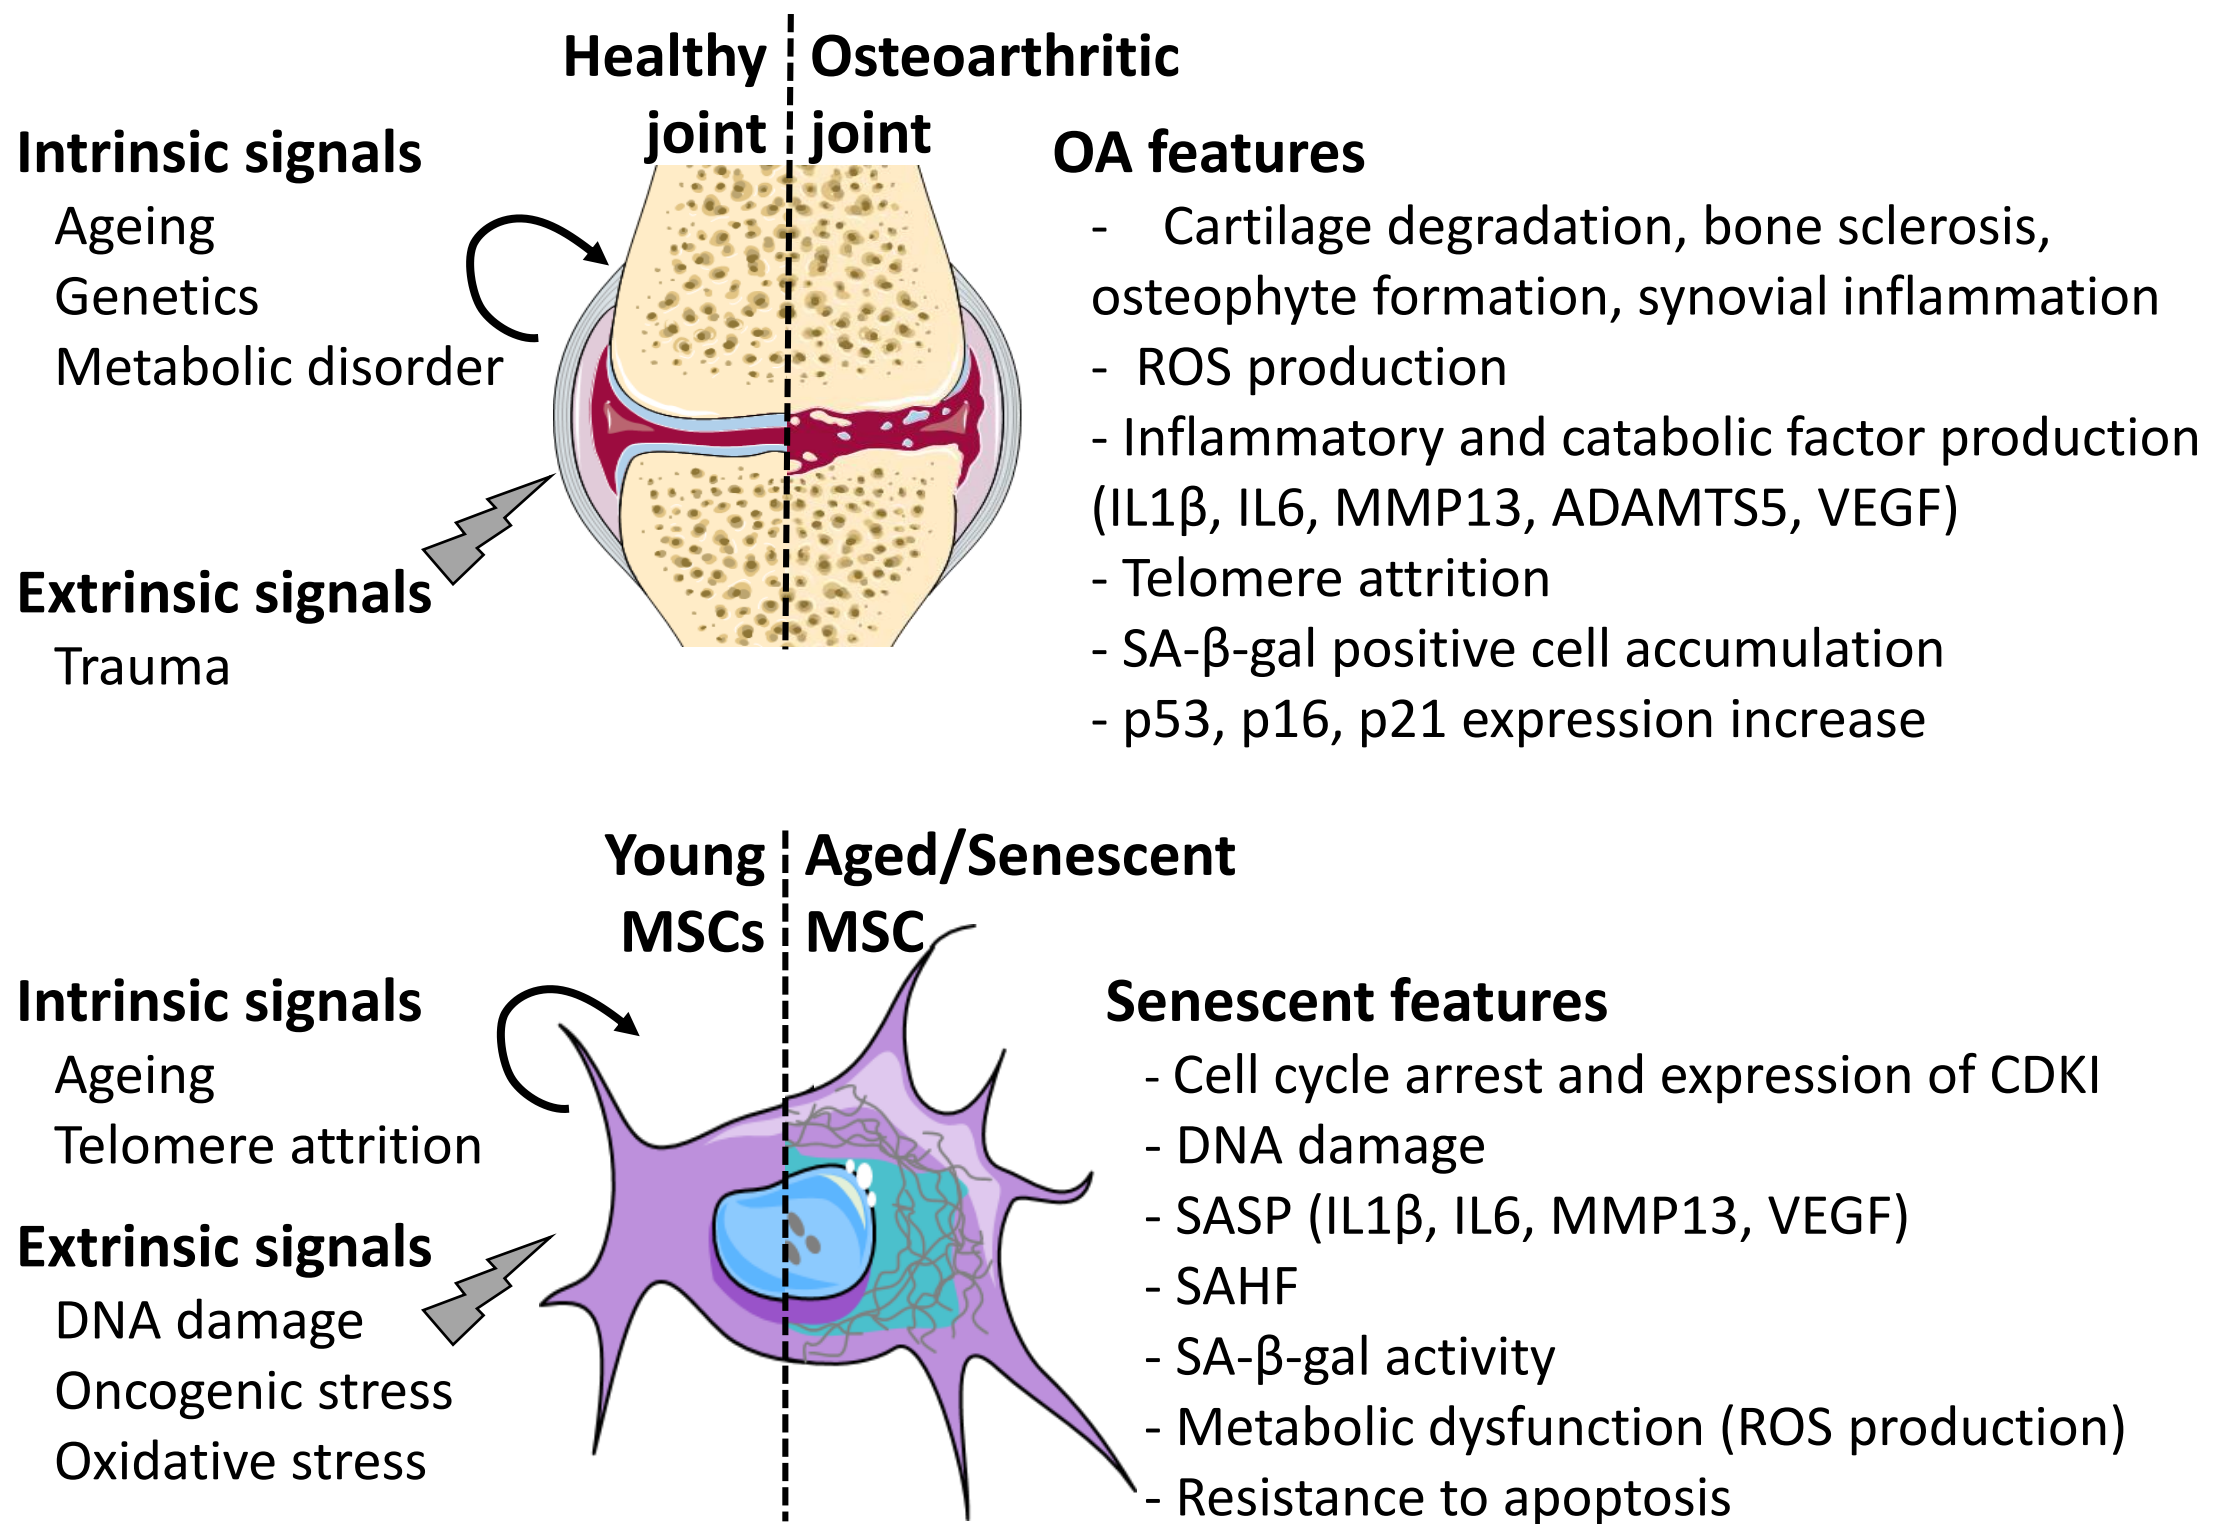 Healthy
joint
Osteoarthritic
joint
Intrinsic signals
Ageing
Genetics
Metabolic disorder
Extrinsic signals
Trauma
OA features
- Cartilage degradation, bone sclerosis,
osteophyte formation, synovial inflammation
- ROS production
- Inflammatory and catabolic factor production
(IL1β, IL6, MMP13, ADAMTS5, VEGF)
- Telomere attrition
- SA-β-gal positive cell accumulation
- p53, p16, p21 expression increase
Young
MSCs
Aged/Senescent
MSC
Intrinsic signals
Ageing
Telomere attrition
Extrinsic signals
DNA damage
Oncogenic stress
Oxidative stress
Senescent features
- Cell cycle arrest and expression of CDKI
- DNA damage
- SASP (IL1β, IL6, MMP13, VEGF)
- SAHF
- SA-β-gal activity
- Metabolic dysfunction (ROS production)
- Resistance to apoptosis